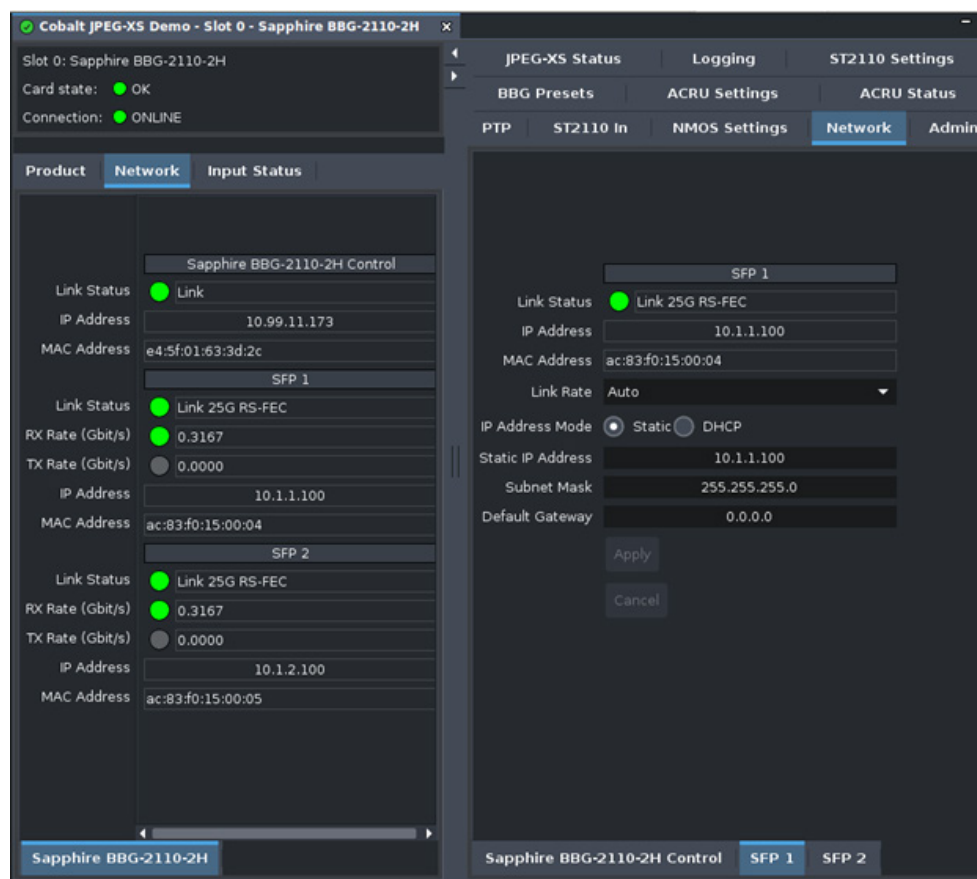 Cobalt JPEG-XS Demo - Slot 0 - Sapphire BBG-2110-2H
Slot 0: Sapphire BBG-2110-2H
Card state: OK
Connection: ONLINE
Product Network Input Status
Sapphire BBG-2110-2H Control
Link Status Link
IP Address 10.99.11.173
MAC Address e4:5f:01:63:3d:2c
SFP 1
Link Status Link 25G RS-FEC
RX Rate (Gbit/s) 0.3167
TX Rate (Gbit/s) 0.0000
IP Address 10.1.1.100
MAC Address ac:83:f0:15:00:04
SFP 2
Link Status Link 25G RS-FEC
RX Rate (Gbit/s) 0.3167
TX Rate (Gbit/s) 0.0000
IP Address 10.1.2.100
MAC Address ac:83:f0:15:00:05
Sapphire BBG-2110-2H
JPEG-XS Status Logging ST2110 Settings
BBG Presets ACRU Settings ACRU Status
PTP ST2110 In NMOS Settings Network Admin
SFP 1
Link Status Link 25G RS-FEC
IP Address 10.1.1.100
MAC Address ac:83:f0:15:00:04
Link Rate Auto
IP Address Mode Static DHCP
Static IP Address 10.1.1.100
Subnet Mask 255.255.255.0
Default Gateway 0.0.0.0
Apply
Cancel
Sapphire BBG-2110-2H Control SFP 1 SFP 2